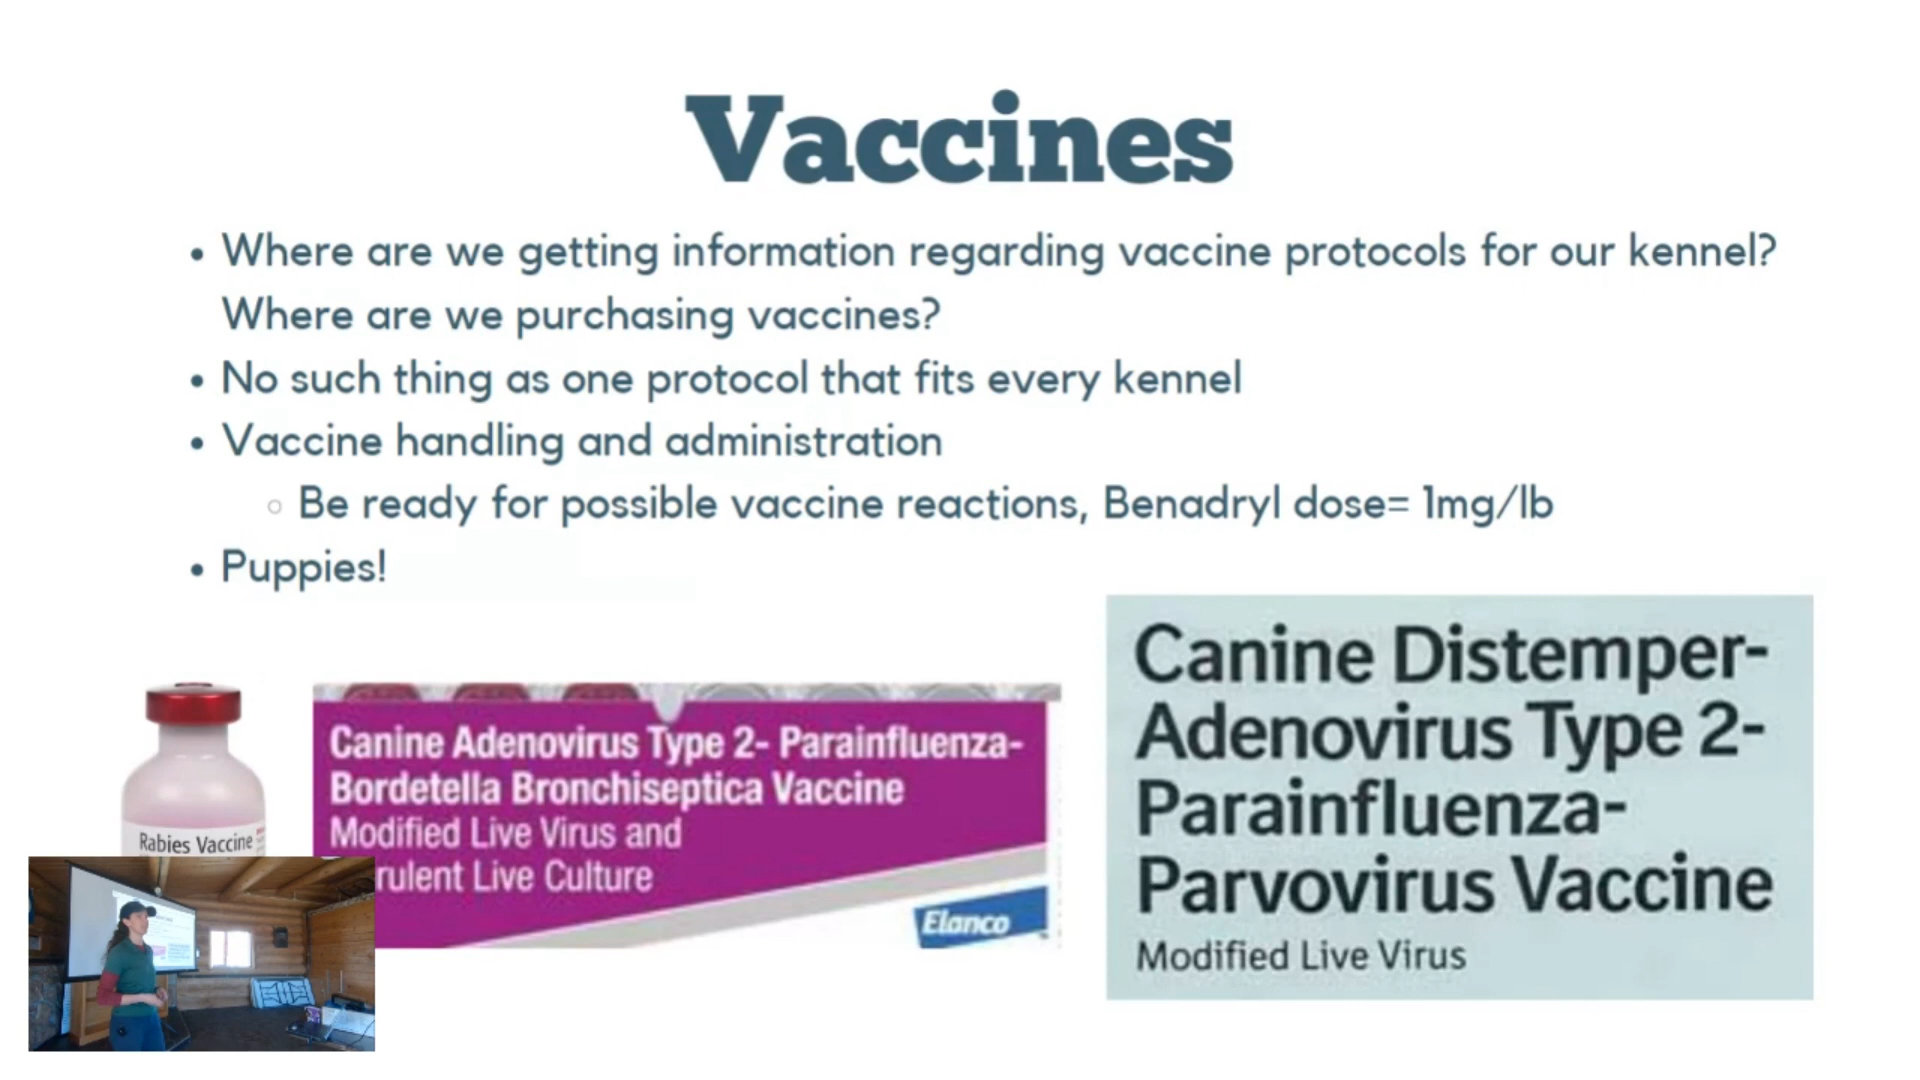 Vaccines
Where are we getting information regarding vaccine protocols for our kennel?
Where are we purchasing vaccines?
No such thing as one protocol that fits every kennel
Vaccine handling and administration
Be ready for possible vaccine reactions, Benadryl dose= 1mg/lb
Puppies!
Rabies Vaccine
Canine Adenovirus Type 2- Parainfluenza-
Bordetella Bronchiseptica Vaccine
Modified Live Virus and
rulent Live Culture
Elanco
Canine Distemper-
Adenovirus Type 2-
Parainfluenza-
Parvovirus Vaccine
Modified Live Virus